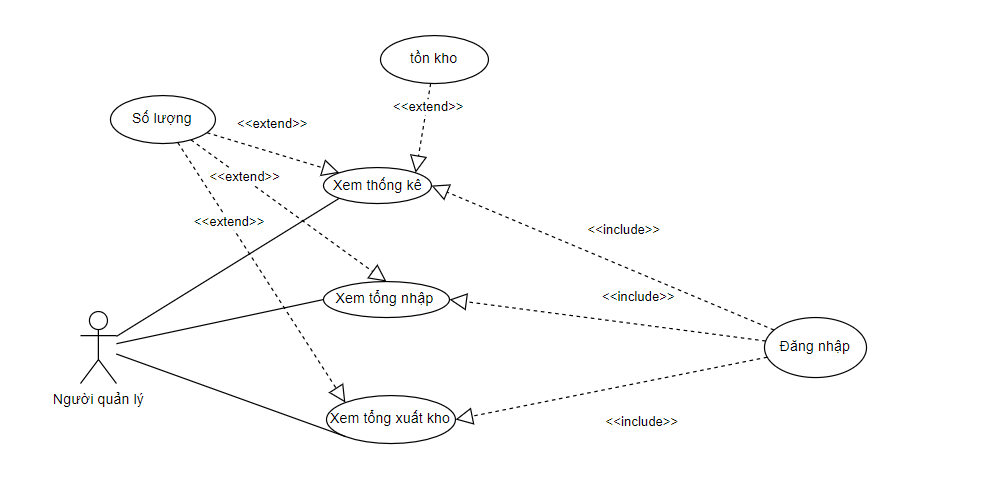 tồn kho
<<extend>>
Số lượng
<<extend>>
<<extend>>
Xem thống kê
<<extend>>
<<include>>
<<include>>
Xem tổng nhập
Đăng nhập
Người quản lý
Xem tổng xuất kho
<<include>>